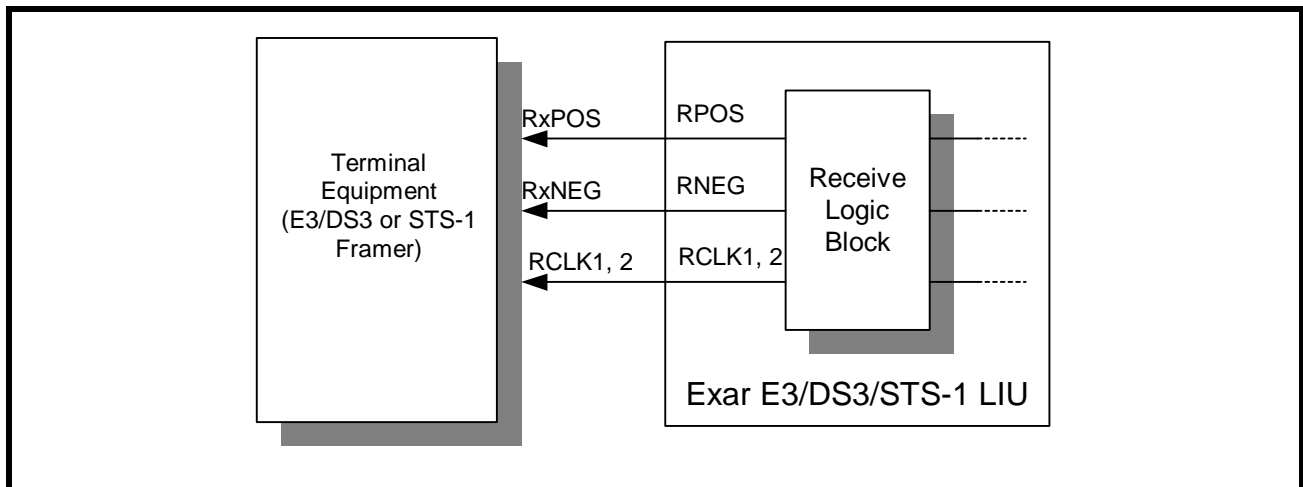 Terminal
Equipment
(E3/DS3 or STS-1
Framer)
RxPOS
RPOS
RxNEG
RNEG
RCLK1, 2
RCLK1, 2
Receive
Logic
Block
Exar E3/DS3/STS-1 LIU